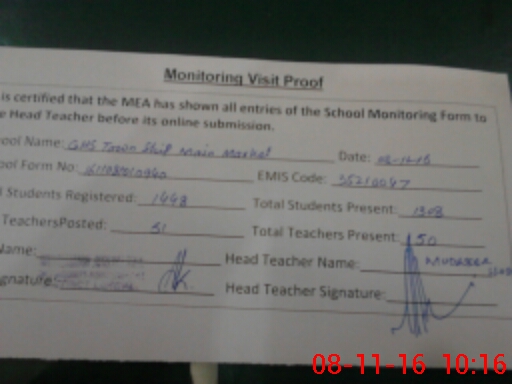 Monitoring Visit Proof
is certified that the MEA has shown all entries of the School Monitoring Form to
e Head Teacher before its online submission.
ool Name: GHS Town Ship Main Market Date: 08-11-16
ool Form No: EMIS Code: 35210047
l Students Registered: 1448 Total Students Present: 1308
TeachersPosted: 51 Total Teachers Present: 50
Name: Head Teacher Name: MUDASSAR
gnature: Head Teacher Signature:
08-11-16 10:16